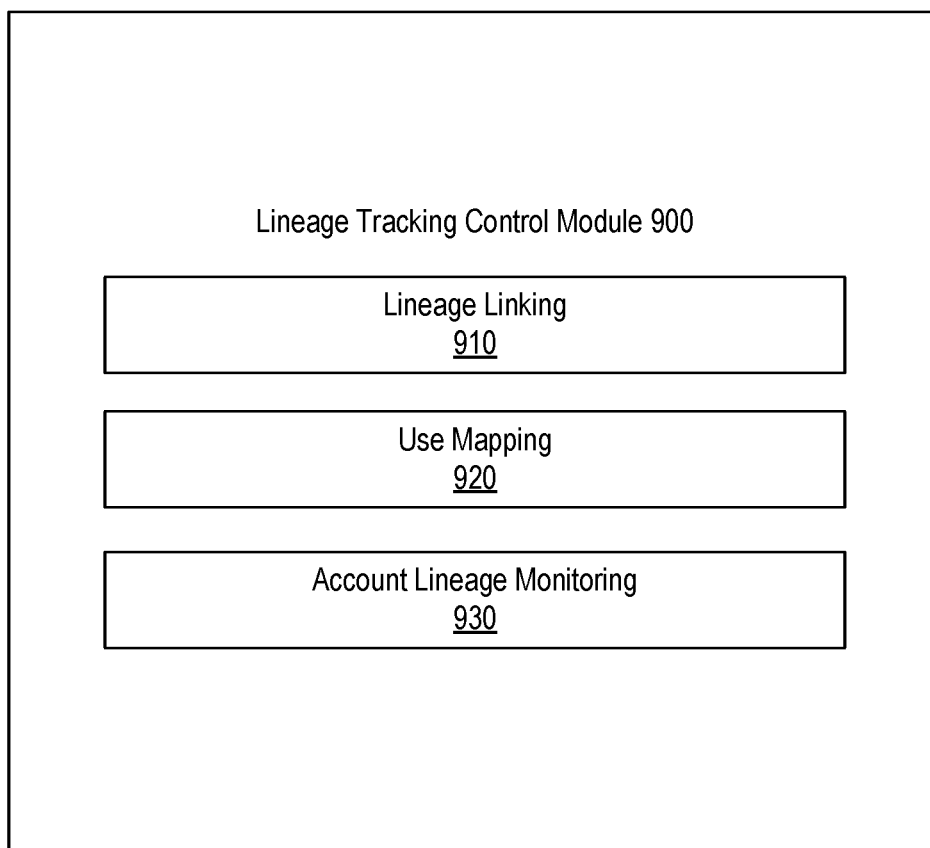 Lineage Tracking Control Module 900
Lineage Linking
910
Use Mapping
920
Account Lineage Monitoring
930